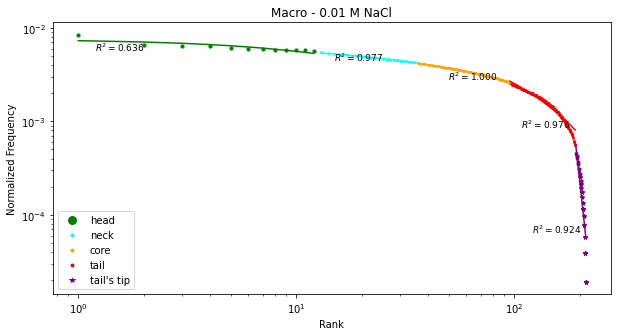 Macro - 0.01 M NaCl
10⁻²
10⁻³
10⁻⁴
Normalized Frequency
R² = 0.636
R² = 0.977
R² = 1.000
R² = 0.976
R² = 0.924
head
neck
core
tail
tail's tip
10⁰
10¹
10²
Rank